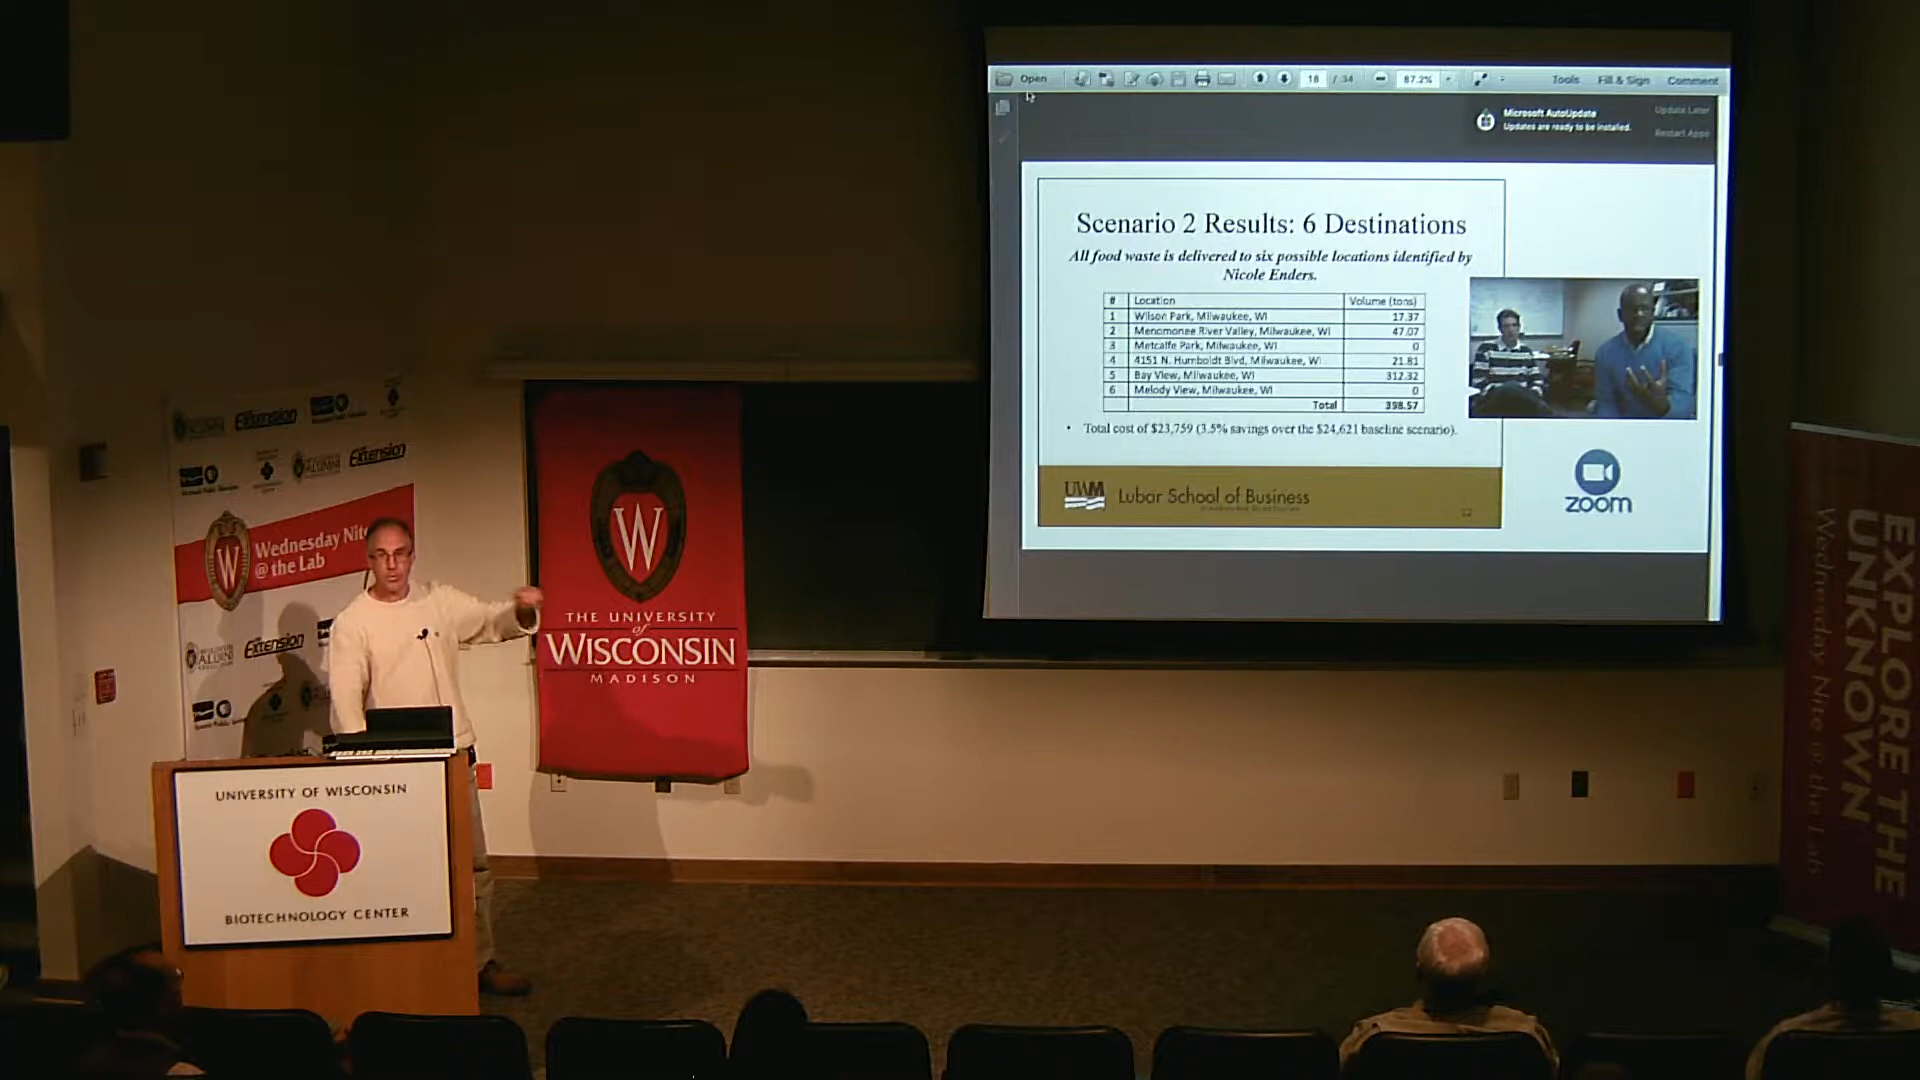 Open
18 / 34
87.2%
Tools
Fill & Sign
Comment
Microsoft AutoUpdate
Updates are ready to be installed.
Update Later
Restart Apps
Scenario 2 Results: 6 Destinations
All food waste is delivered to six possible locations identified by
Nicole Enders.
# Location Volume (tons)
1 Wilson Park, Milwaukee, WI 17.37
2 Menomonee River Valley, Milwaukee, WI 47.07
3 Metcalfe Park, Milwaukee, WI 0
4 4151 N. Humboldt Blvd, Milwaukee, WI 21.81
5 Bay View, Milwaukee, WI 312.32
6 Melody View, Milwaukee, WI 0
Total 398.57
• Total cost of $23,759 (3.5% savings over the $24,621 baseline scenario).
UWM
Lubar School of Business
12
zoom
Extension
Extension
ALUMNI
W
Wednesday Nite
@ the Lab
Extension
ALUMNI
W
THE UNIVERSITY
of
WISCONSIN
MADISON
UNIVERSITY OF WISCONSIN
BIOTECHNOLOGY CENTER
EXPLORE THE
UNKNOWN
Wednesday Nite @ the Lab